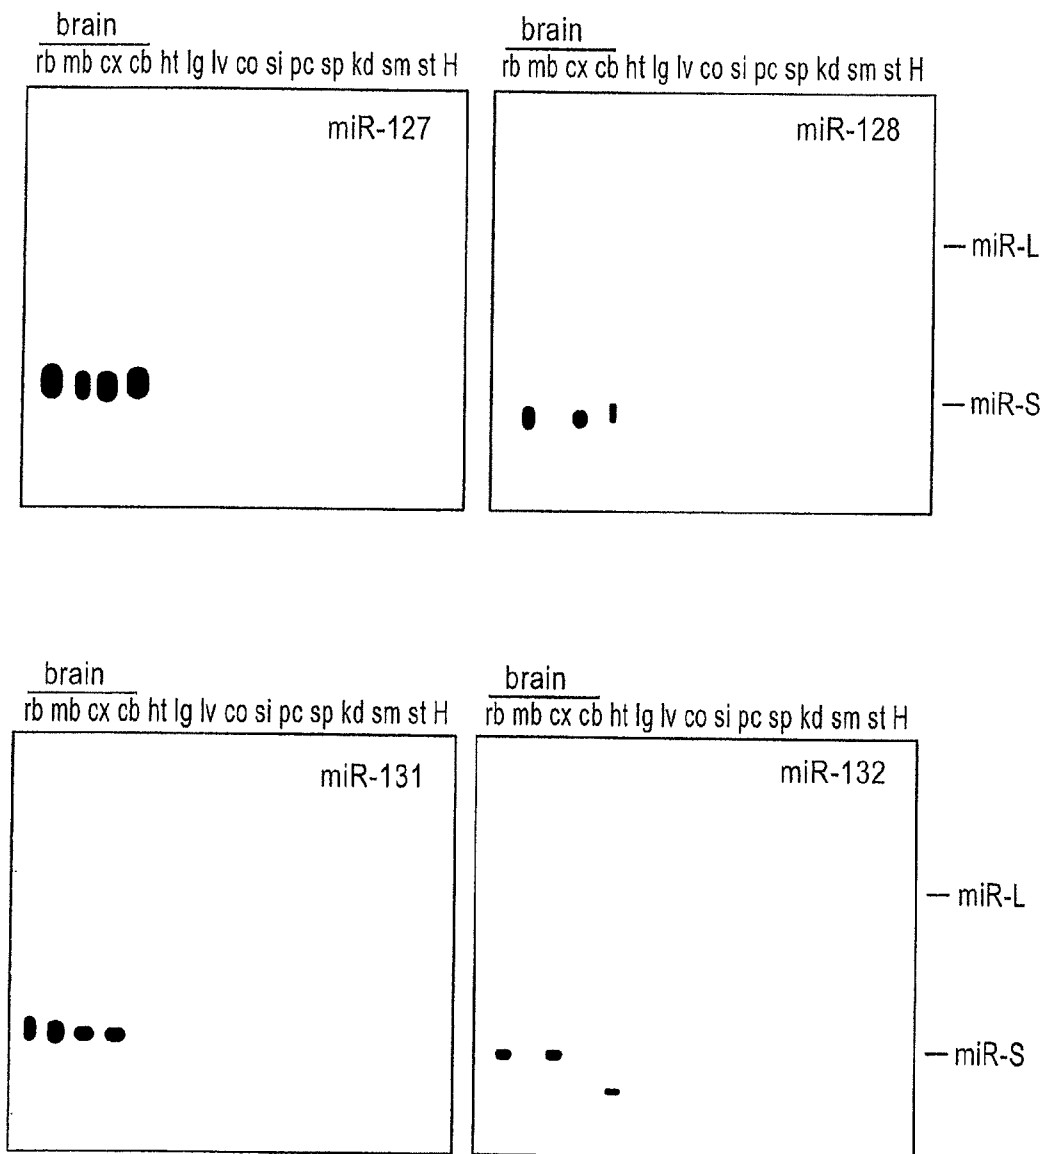 brain
rb mb cx cb ht lg lv co si pc sp kd sm st H
miR-127
brain
rb mb cx cb ht lg lv co si pc sp kd sm st H
miR-128
miR-L
miR-S
brain
rb mb cx cb ht lg lv co si pc sp kd sm st H
miR-131
brain
rb mb cx cb ht lg lv co si pc sp kd sm st H
miR-132
miR-L
miR-S